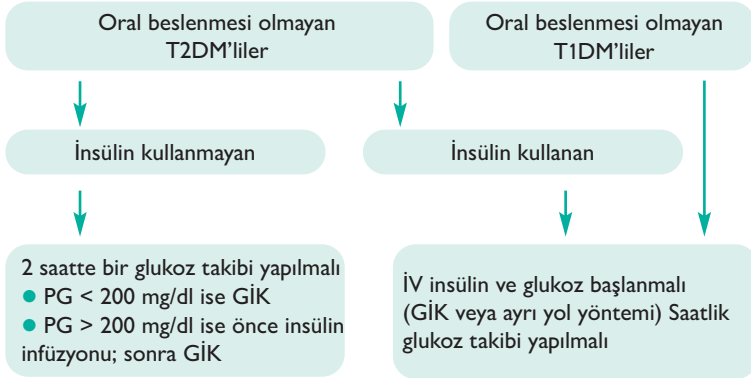 Oral beslenmesi olmayan
T2DM’liler
Oral beslenmesi olmayan
T1DM’liler
İnsülin kullanmayan
İnsülin kullanan
2 saatte bir glukoz takibi yapılmalı
● PG < 200 mg/dl ise GİK
● PG > 200 mg/dl ise önce insülin
infüzyonu; sonra GİK
İV insülin ve glukoz başlanmalı
(GİK veya ayrı yol yöntemi) Saatlik
glukoz takibi yapılmalı